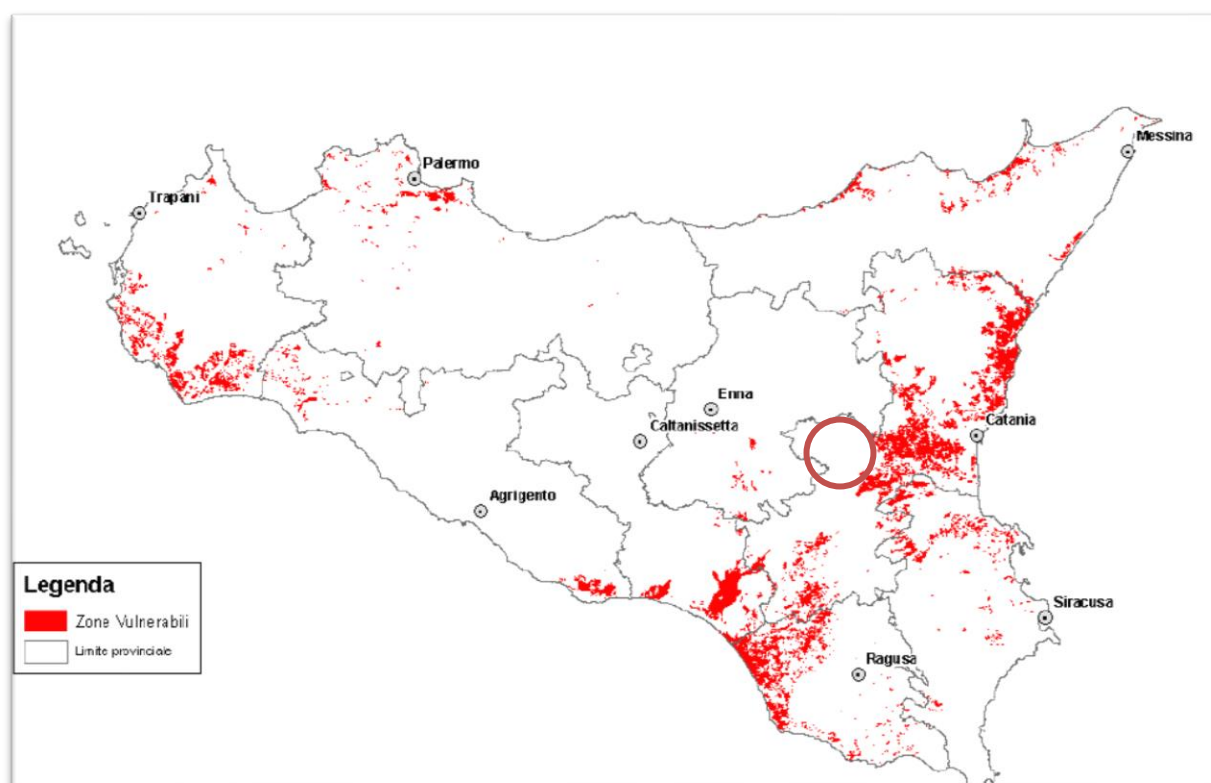 Messina
Palermo
Trapani
Enna
Caltanissetta
Catania
Agrigento
Legenda
Zone Vulnerabili
Limite provinciale
Siracusa
Ragusa